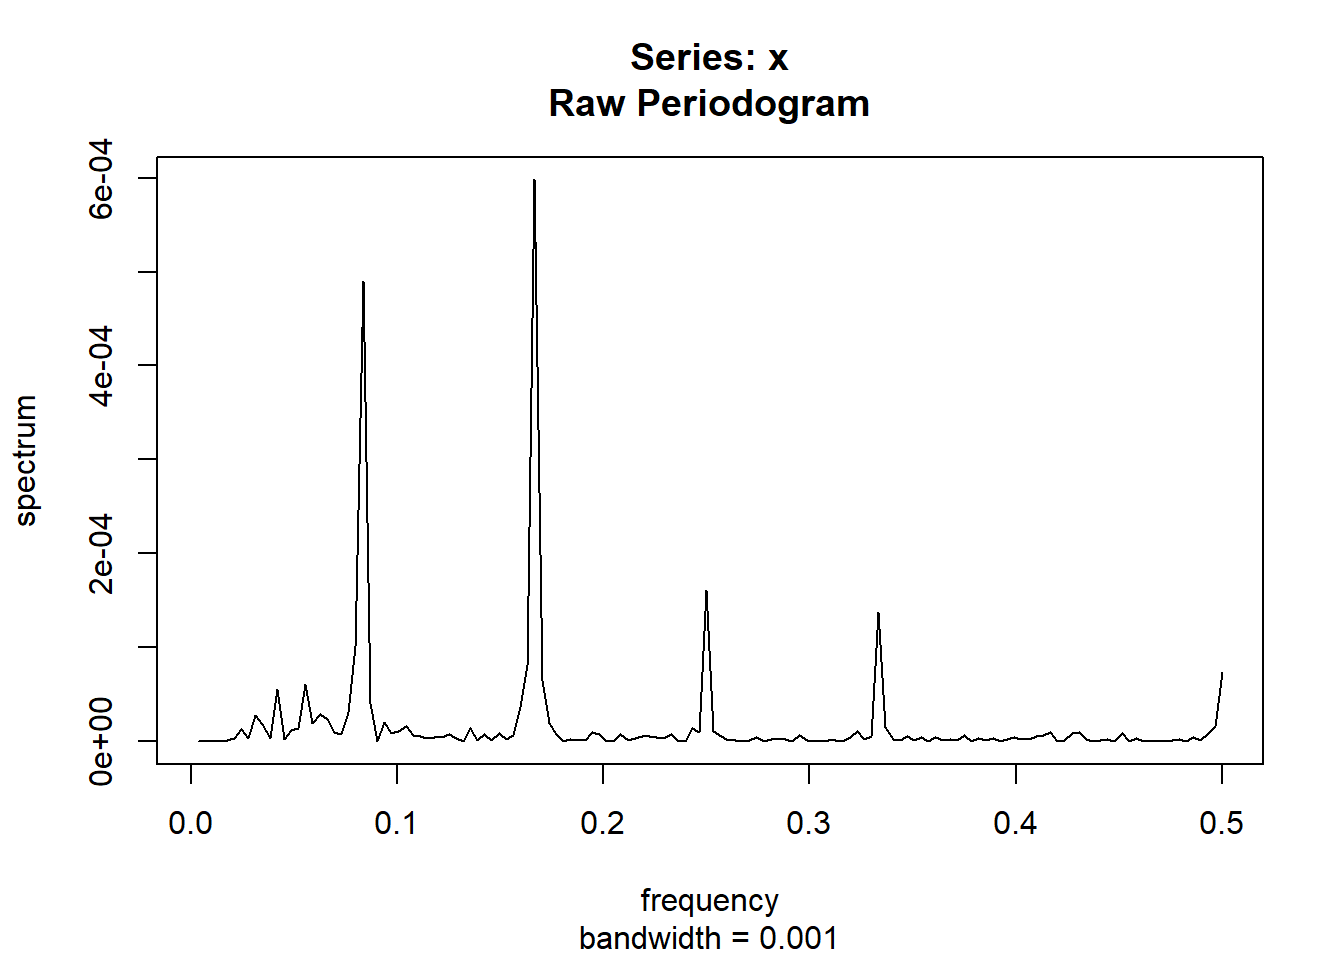 Series: x
Raw Periodogram
6e-04
4e-04
2e-04
0e+00
spectrum
0.0 0.1 0.2 0.3 0.4 0.5
frequency
bandwidth = 0.001